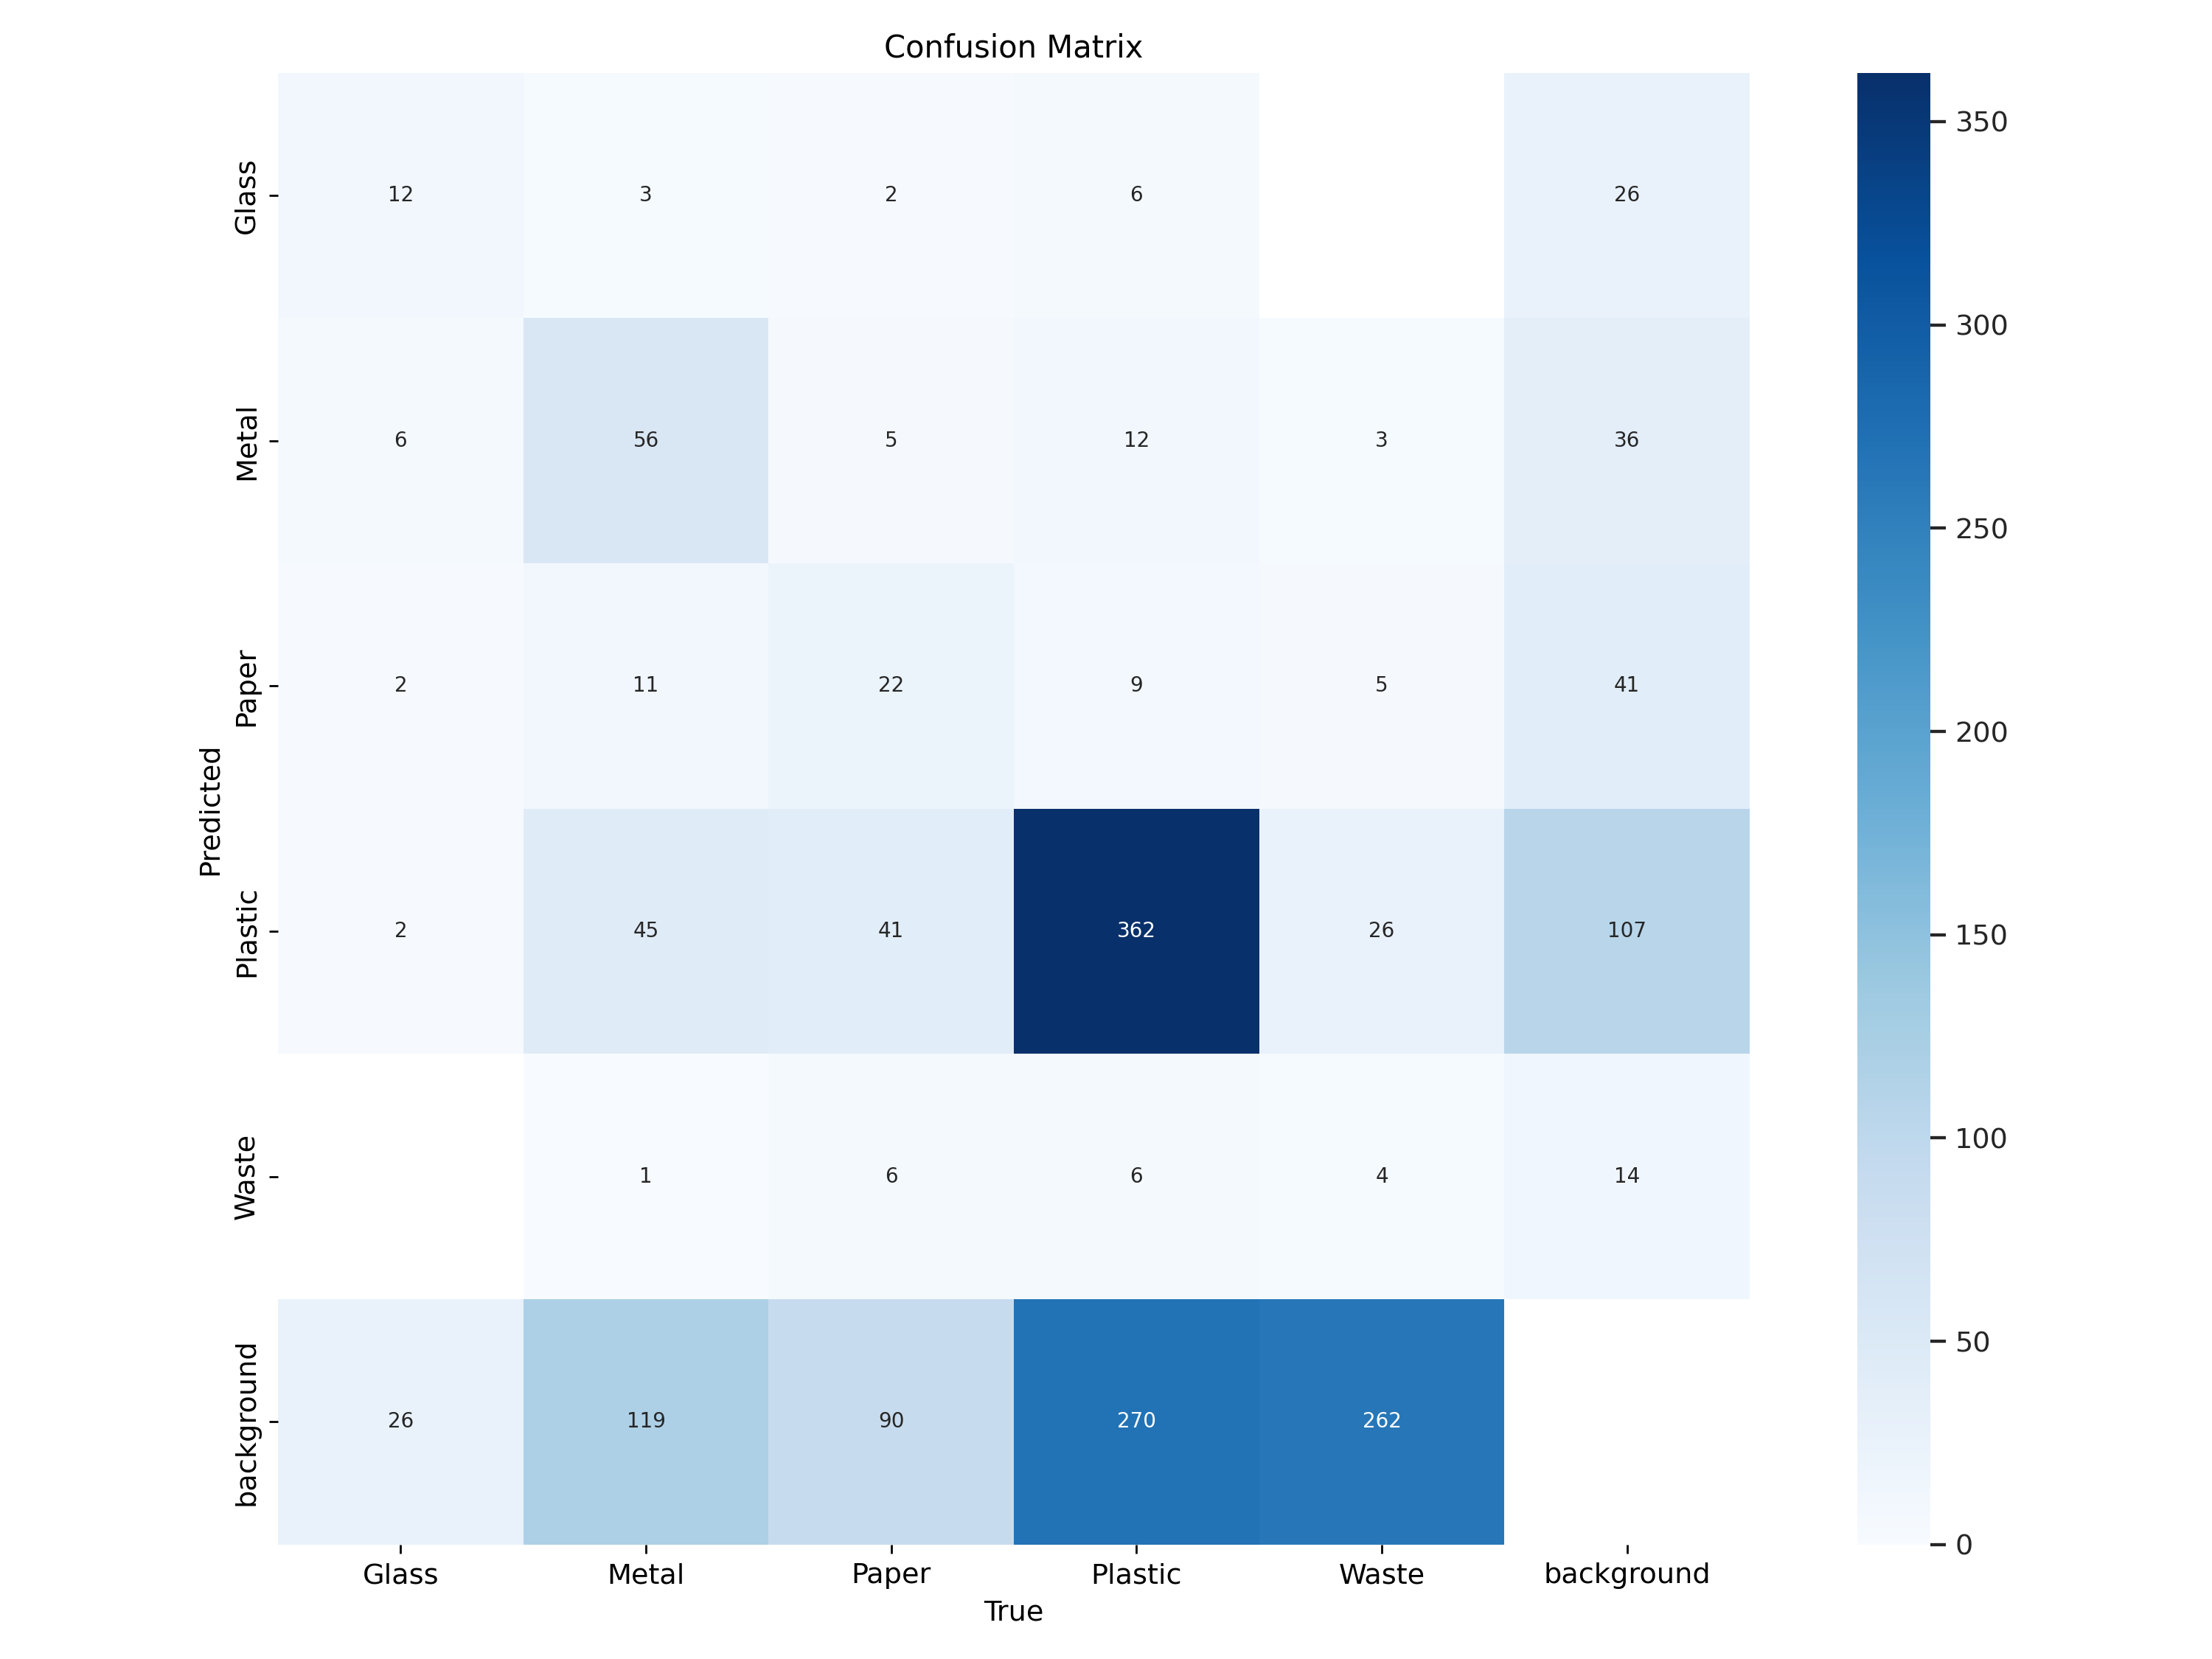 Confusion Matrix
Glass 12 3 2 6 26
Metal 6 56 5 12 3 36
Paper 2 11 22 9 5 41
Plastic 2 45 41 362 26 107
Waste 1 6 6 4 14
background 26 119 90 270 262
Glass Metal Paper Plastic Waste background
True
Predicted
350
300
250
200
150
100
50
0